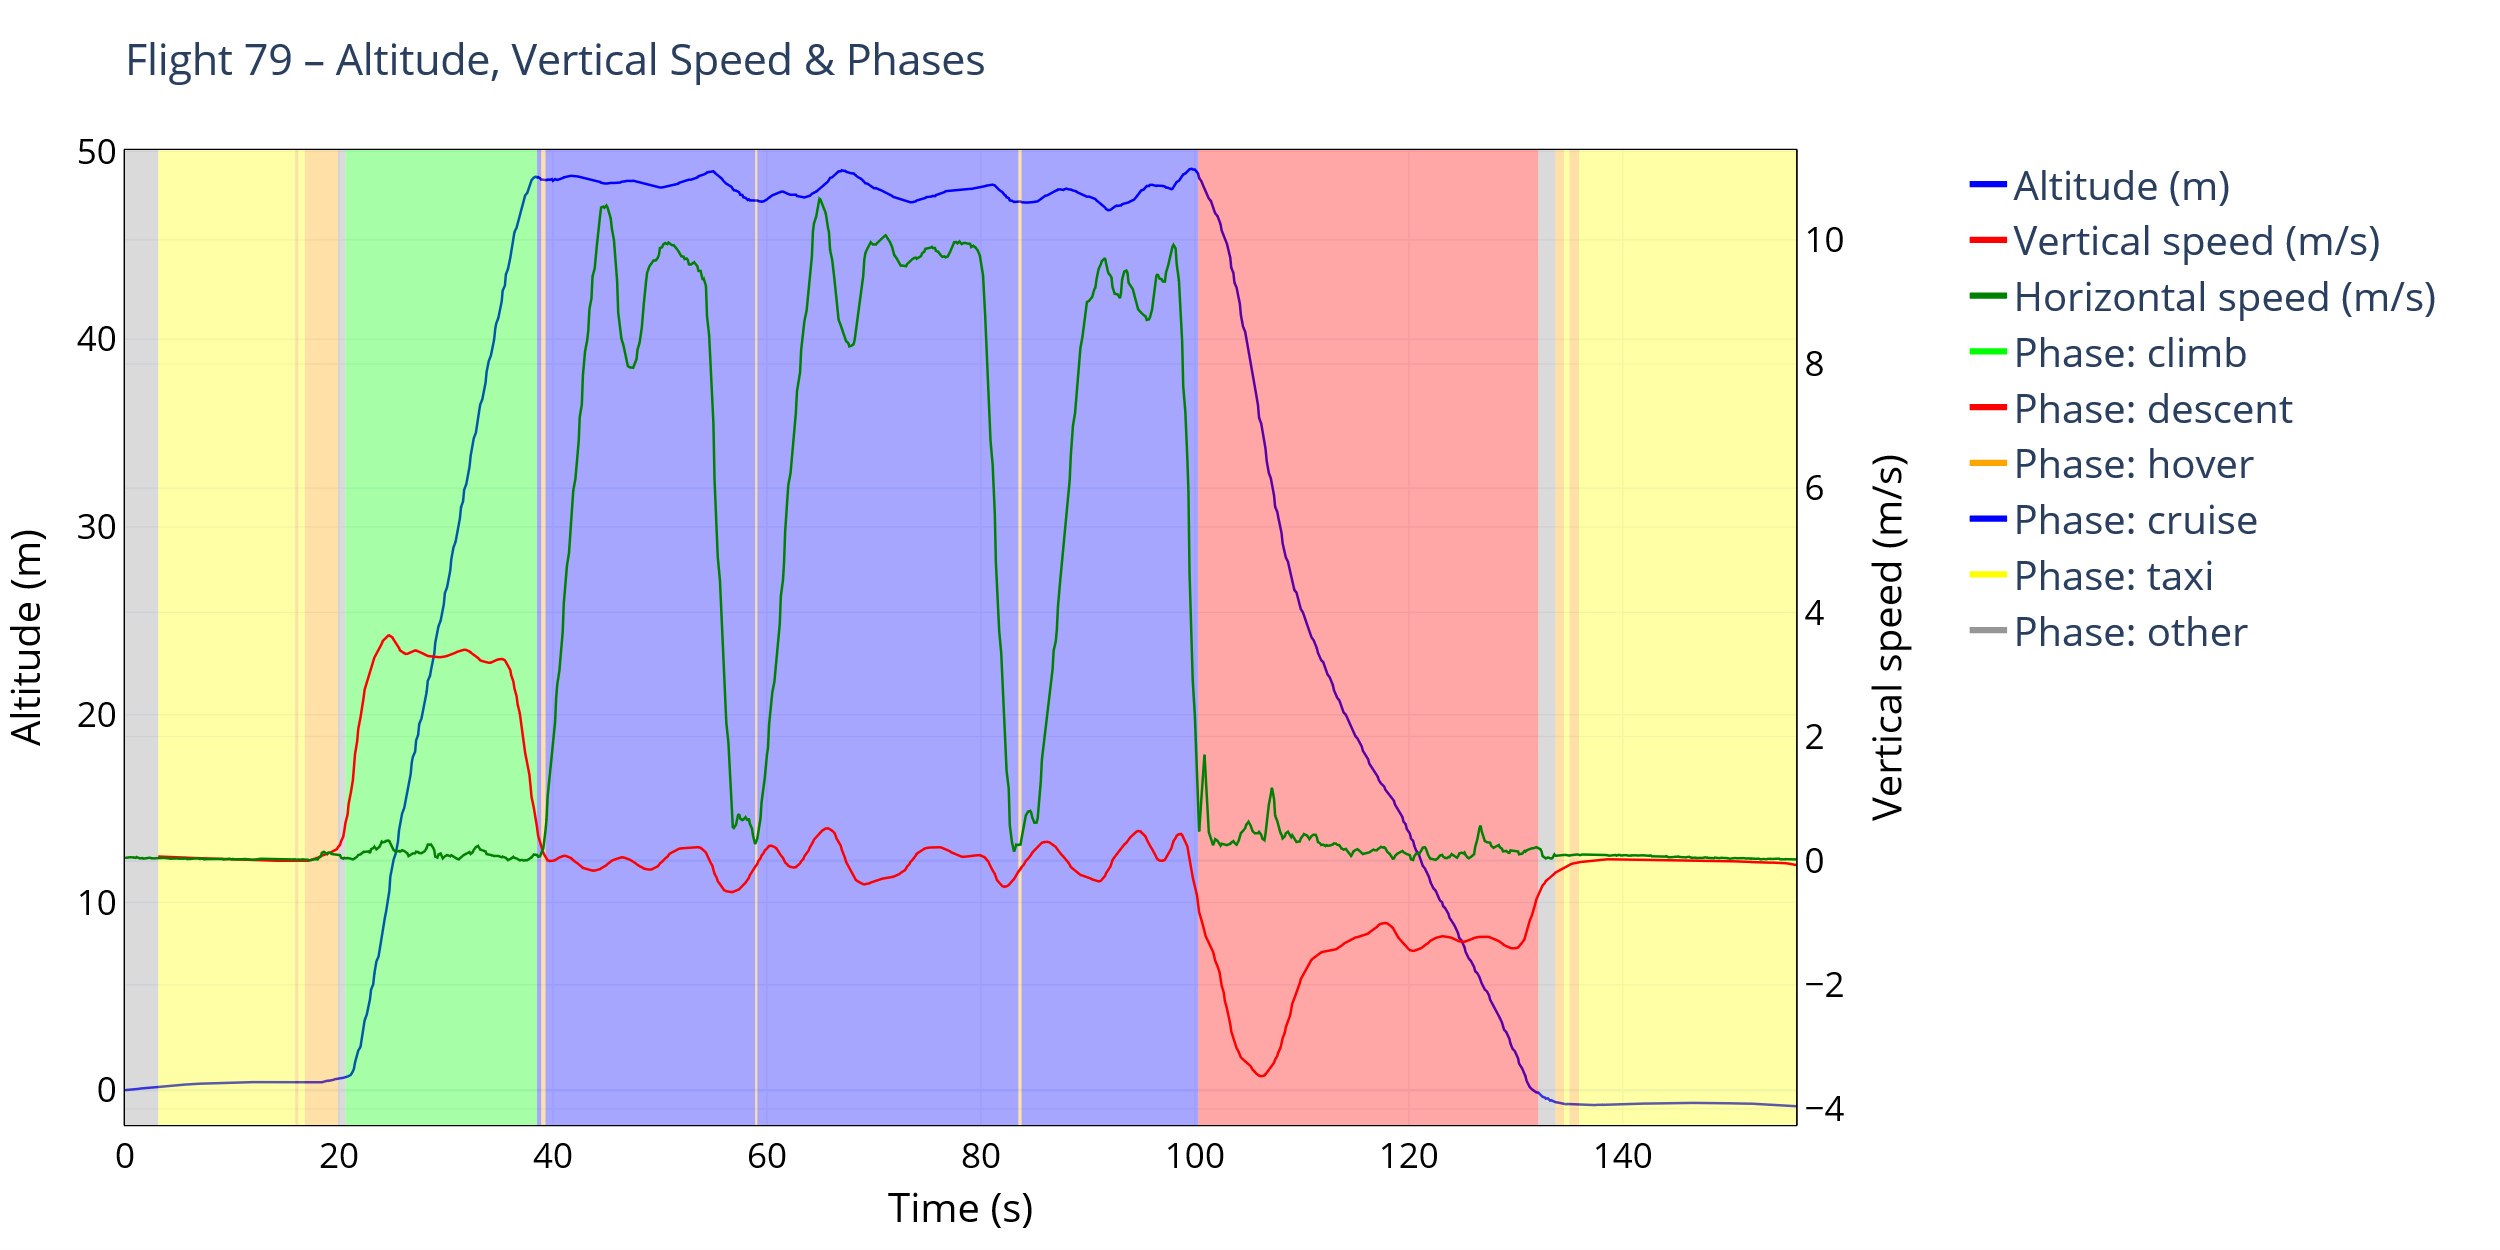 Flight 79 – Altitude, Vertical Speed & Phases
50
40
30
20
10
0
Altitude (m)
0
20
40
60
80
100
120
140
Time (s)
10
8
6
4
2
0
−2
−4
Vertical speed (m/s)
Altitude (m)
Vertical speed (m/s)
Horizontal speed (m/s)
Phase: climb
Phase: descent
Phase: hover
Phase: cruise
Phase: taxi
Phase: other